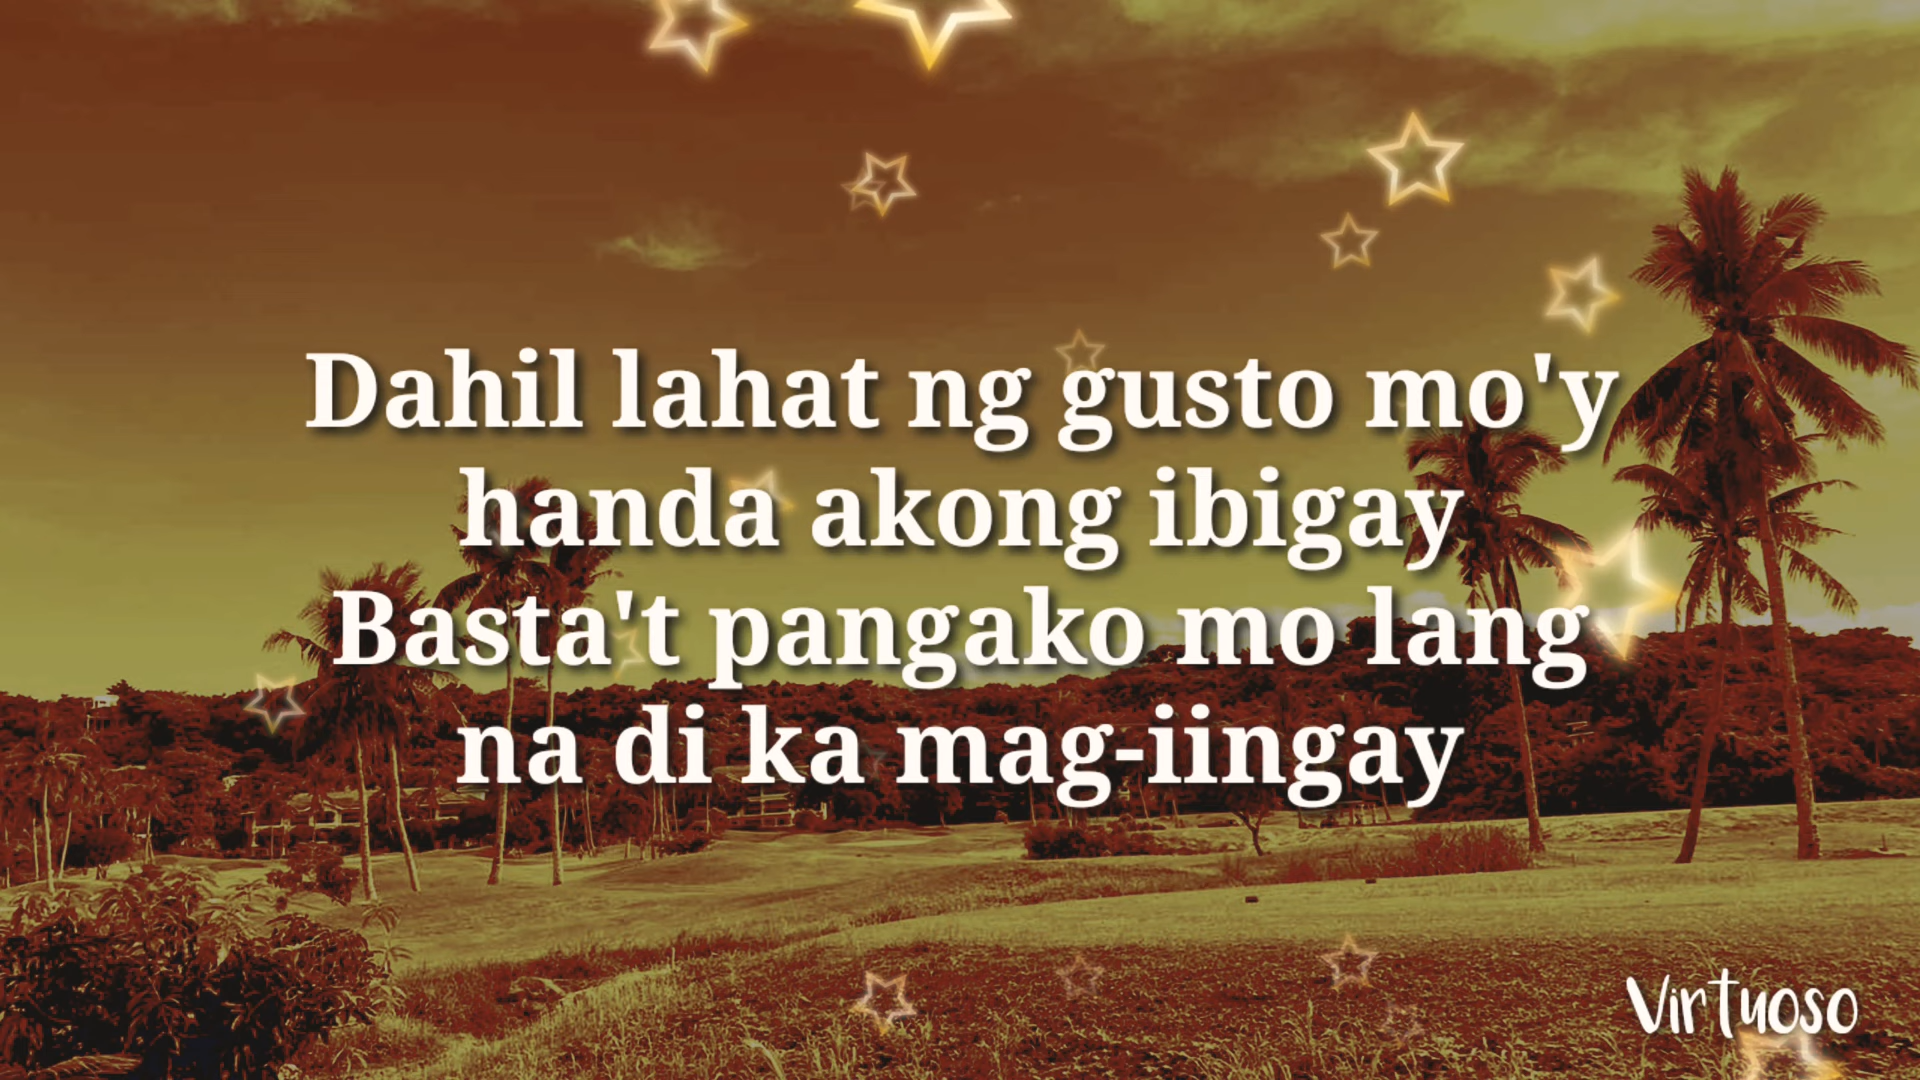 Dahil lahat ng gusto mo'y
handa akong ibigay
Basta't pangako mo lang
na di ka mag-iingay
Virtuoso